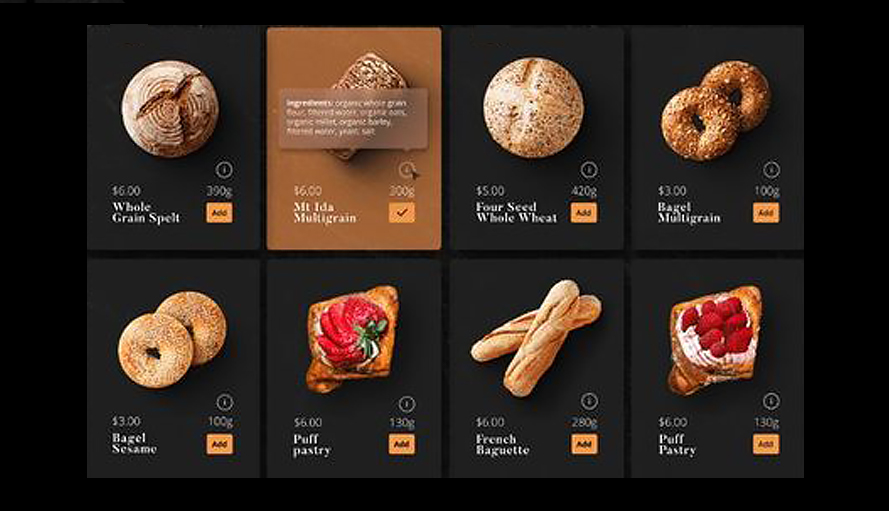 $6.00 390g
Whole
Grain Spelt
Add
Ingredients: organic whole grain
flour, filtered water, organic oats,
organic millet, organic barley,
filtered water, yeast, salt
i
$6.00 300g
Mt Ida
Multigrain
$5.00 420g
Four Seed
Whole Wheat
Add
$3.00 100g
Bagel
Multigrain
Add
$3.00 100g
Bagel
Sesame
Add
$6.00 130g
Puff
pastry
Add
$6.00 280g
French
Baguette
Add
$6.00 130g
Puff
Pastry
Add